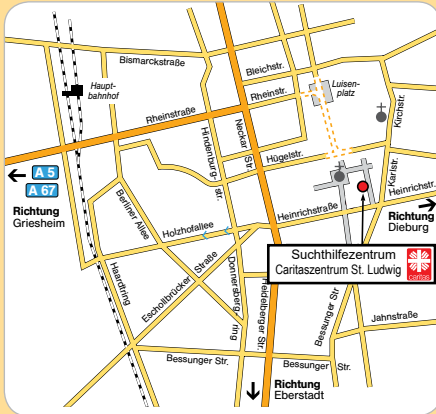 Bismarckstraße
Bleichstr.
Haupt-
bahnhof
Luisen-
platz
Rheinstr.
Rheinstraße
Kirchstr.
Hindenburg-
str.
Neckar Str.
Hügelstr.
Karlstr.
A 5
A 67
Richtung
Griesheim
Berliner Allee
Heinrichstr.
Heinrichstraße
Richtung
Dieburg
Holzhofallee
Haardtring
Eschollbrücker Straße
Donnersberg-
ring
Heidelberger Str.
Suchthilfezentrum
Caritaszentrum St. Ludwig
caritas
Bessunger Str
Jahnstraße
Bessunger Str.
Bessunger Str.
Richtung
Eberstadt